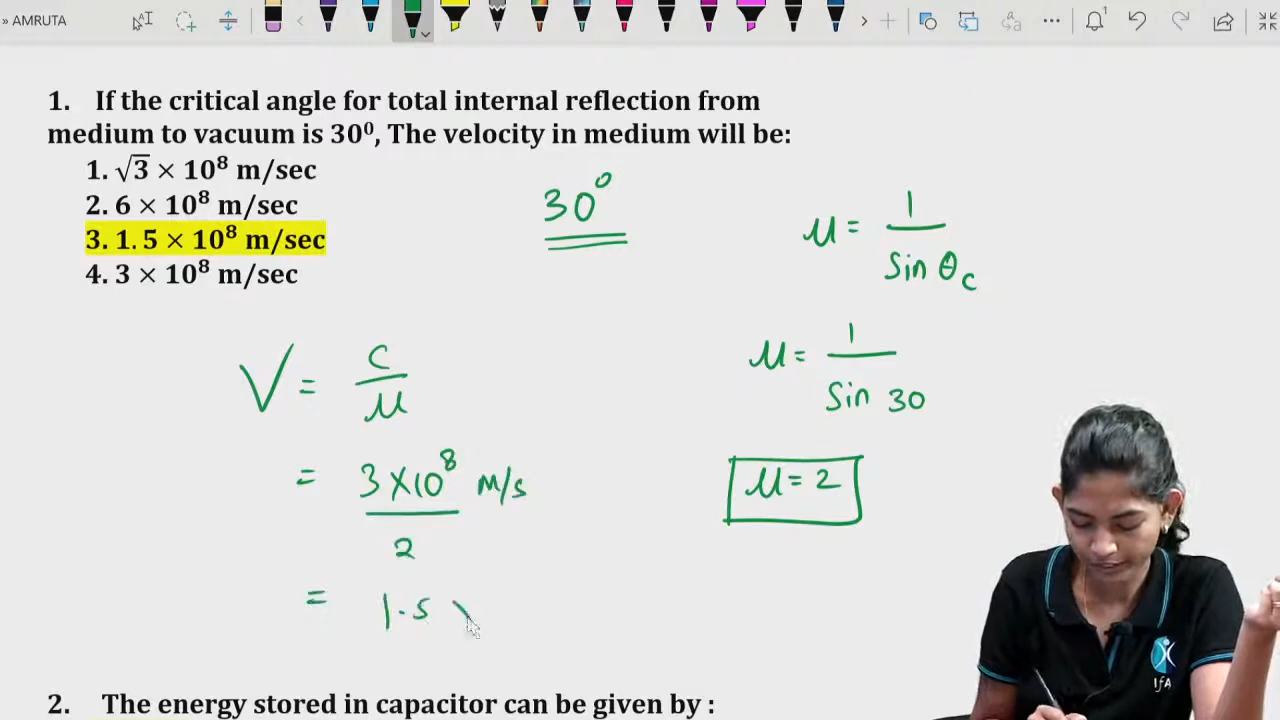 » AMRUTA
1. If the critical angle for total internal reflection from
medium to vacuum is 30⁰, The velocity in medium will be:
1. √3 × 10⁸ m/sec
2. 6 × 10⁸ m/sec
3. 1.5 × 10⁸ m/sec
4. 3 × 10⁸ m/sec
30⁰
μ = 1/Sin θc
μ = 1/Sin 30
μ = 2
V = c/μ
= 3×10⁸ m/s
2
= 1.5
IFA
2. The energy stored in capacitor can be given by :